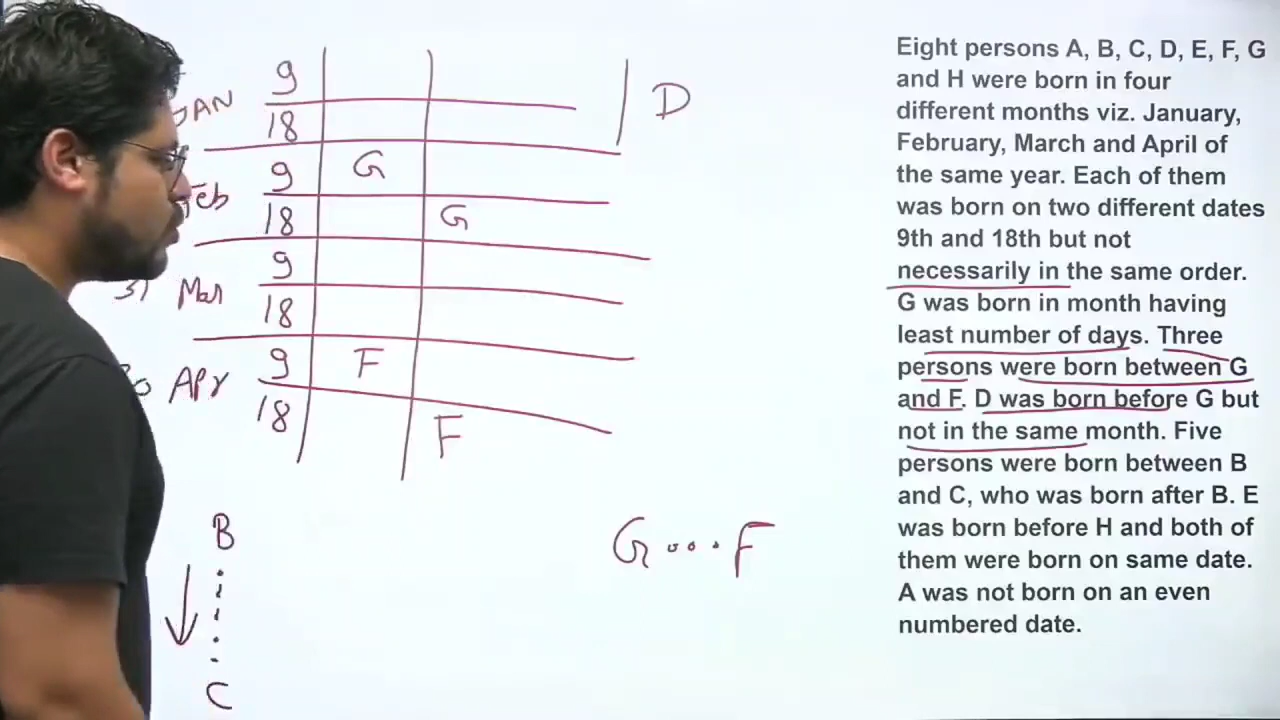 Eight persons A, B, C, D, E, F, G
and H were born in four
different months viz. January,
February, March and April of
the same year. Each of them
was born on two different dates
9th and 18th but not
necessarily in the same order.
G was born in month having
least number of days. Three
persons were born between G
and F. D was born before G but
not in the same month. Five
persons were born between B
and C, who was born after B. E
was born before H and both of
them were born on same date.
A was not born on an even
numbered date.
9
JAN D
18
9 G
Feb
18 G
9
31 Mar
18
9 F
30 Apr
18 F
B
G...F
C